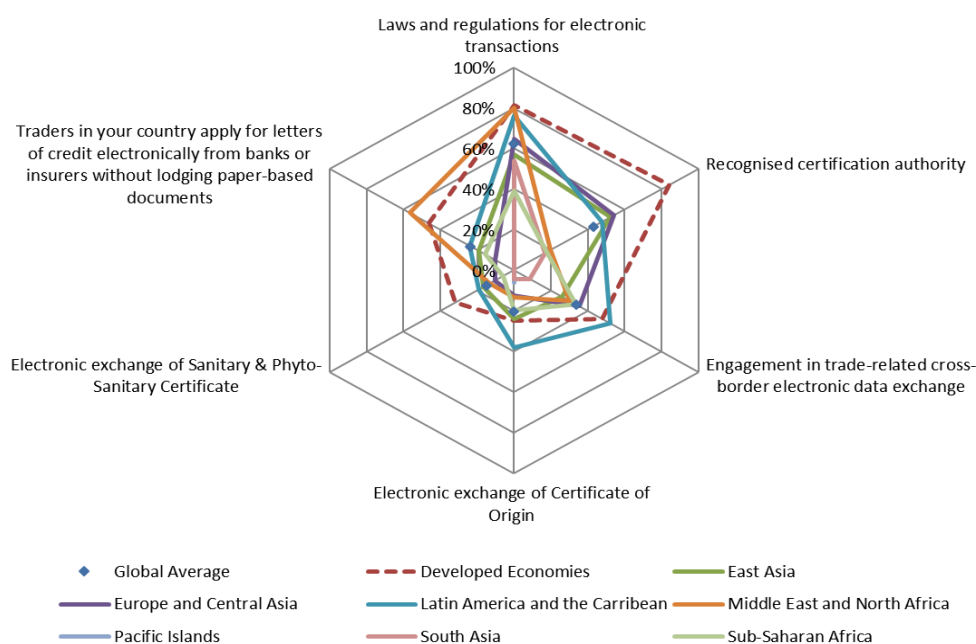 Laws and regulations for electronic
transactions
100%
80%
60%
40%
20%
0%
Traders in your country apply for letters
of credit electronically from banks or
insurers without lodging paper-based
documents
Recognised certification authority
Electronic exchange of Sanitary & Phyto-
Sanitary Certificate
Engagement in trade-related cross-
border electronic data exchange
Electronic exchange of Certificate of
Origin
Global Average
Developed Economies
East Asia
Europe and Central Asia
Latin America and the Carribean
Middle East and North Africa
Pacific Islands
South Asia
Sub-Saharan Africa